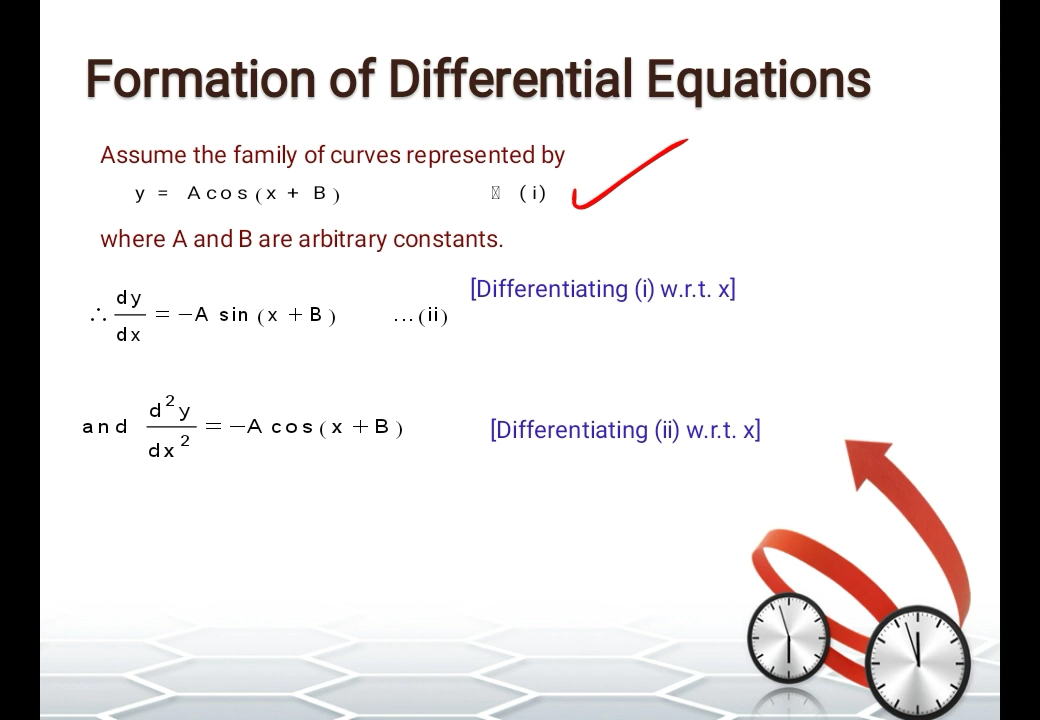 Formation of Differential Equations
Assume the family of curves represented by
y = A cos (x + B) (i)
where A and B are arbitrary constants.
[Differentiating (i) w.r.t. x]
∴ dy/dx = −A sin (x + B) ...(ii)
and d²y/dx² = −A cos (x + B) [Differentiating (ii) w.r.t. x]